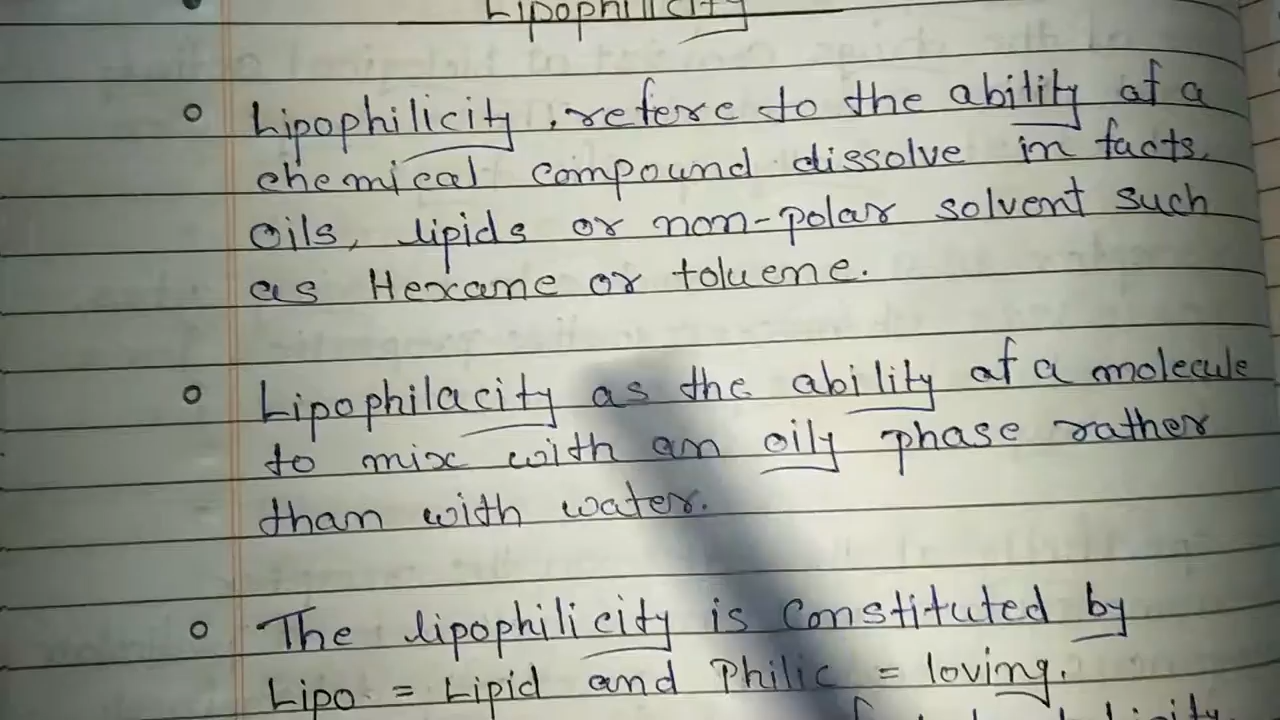 Lipophilicity
o Lipophilicity, refere to the ability of a
chemical compound dissolve in facts,
oils, lipids or non-polar solvent such
as Hexane or toluene.
o Lipophilacity as the ability of a molecule
to mix with an oily phase rather
than with water.
o The lipophilicity is constituted by
Lipo = Lipid and Philic = loving.